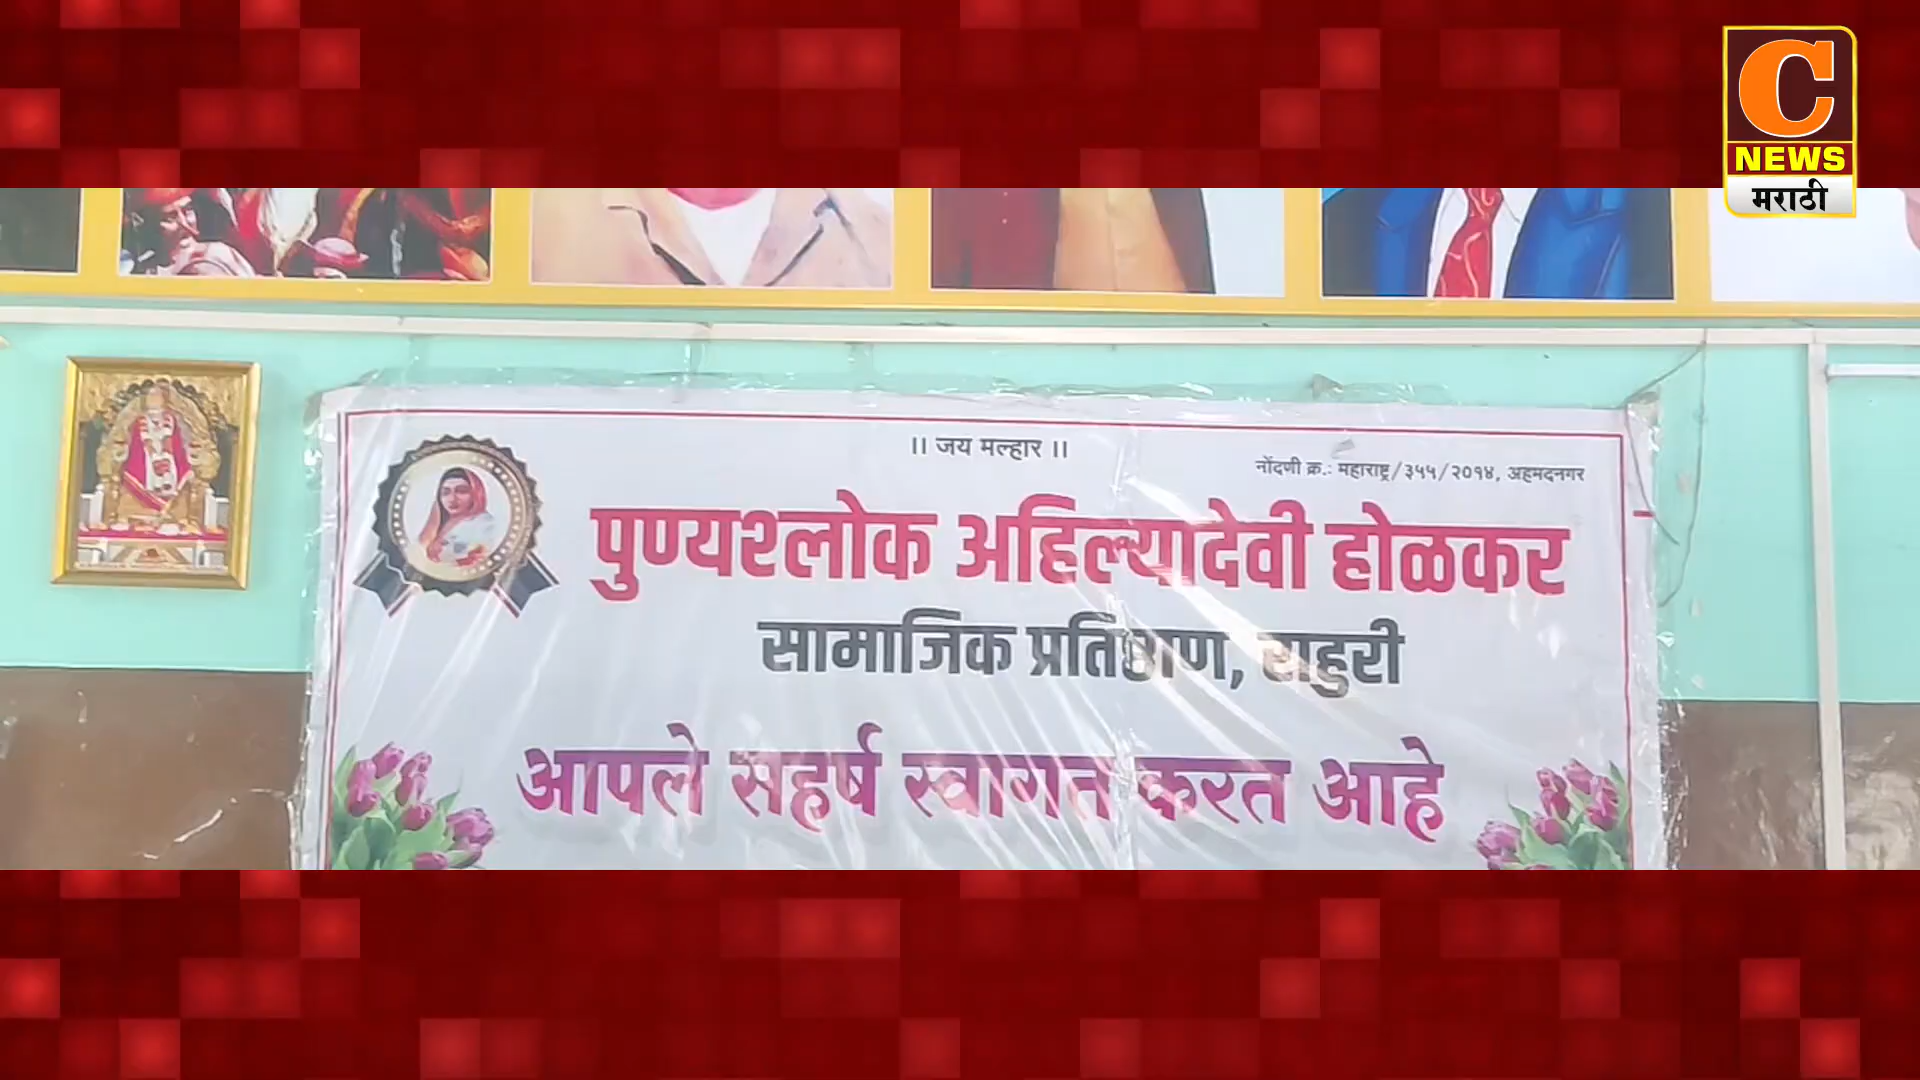 C
NEWS
मराठी
।। जय मल्हार ।।
नोंदणी क्र.: महाराष्ट्र/३५५/२०१४, अहमदनगर
पुण्यश्लोक अहिल्यादेवी होळकर
सामाजिक प्रतिष्ठाण, राहुरी
आपले सहर्ष स्वागत करत आहे